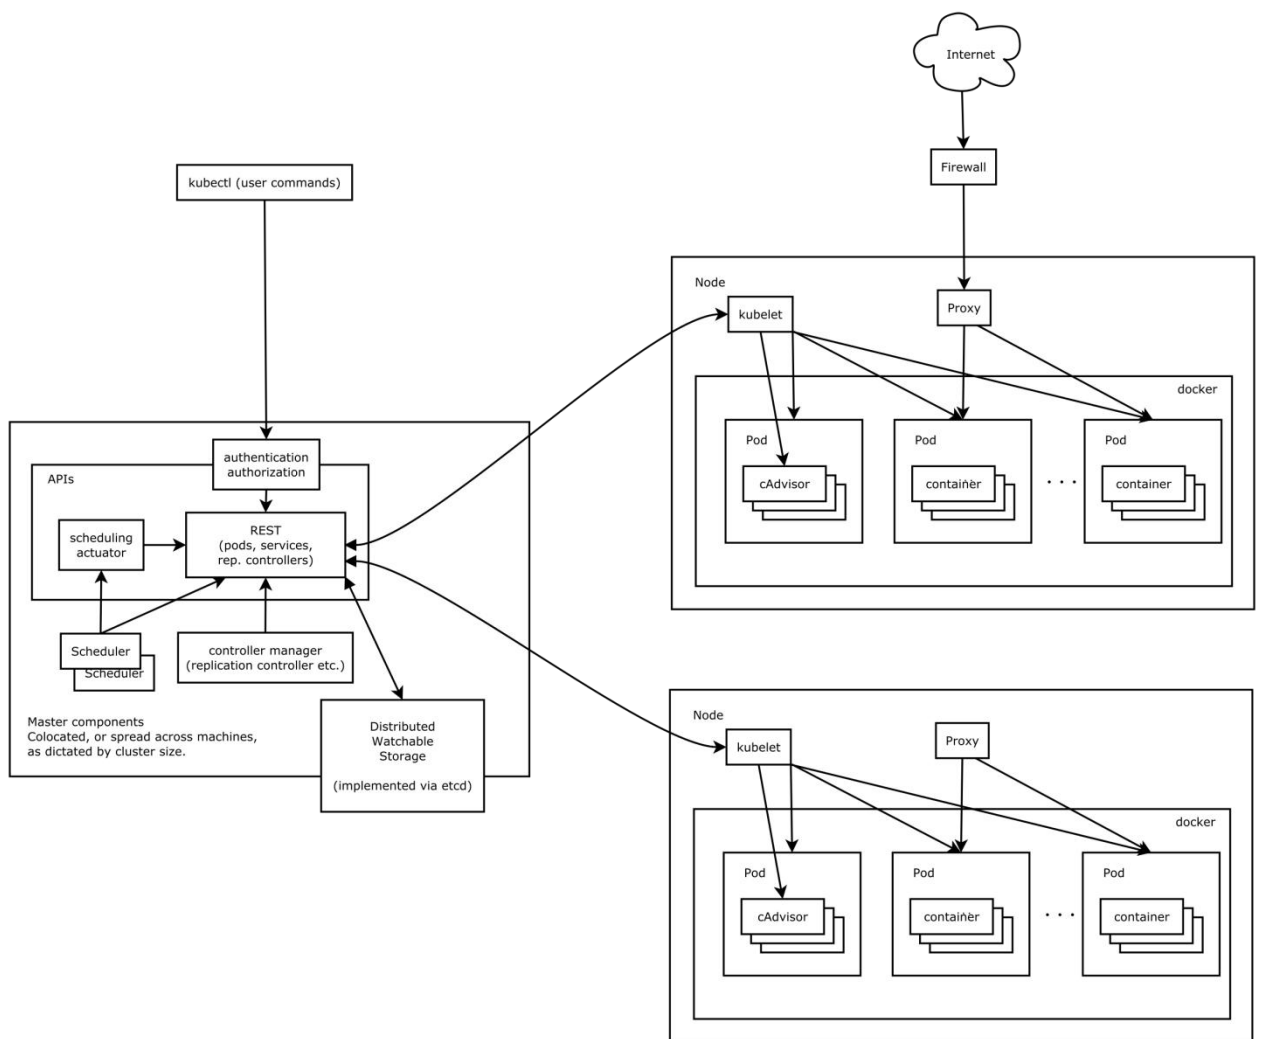 Internet
Firewall
kubectl (user commands)
Node
kubelet
Proxy
docker
Pod
cAdvisor
Pod
container
. . .
Pod
container
authentication
authorization
APIs
REST
(pods, services,
rep. controllers)
scheduling
actuator
Scheduler
Scheduler
controller manager
(replication controller etc.)
Master components
Colocated, or spread across machines,
as dictated by cluster size.
Distributed
Watchable
Storage
(implemented via etcd)
Node
kubelet
Proxy
docker
Pod
cAdvisor
Pod
container
. . .
Pod
container